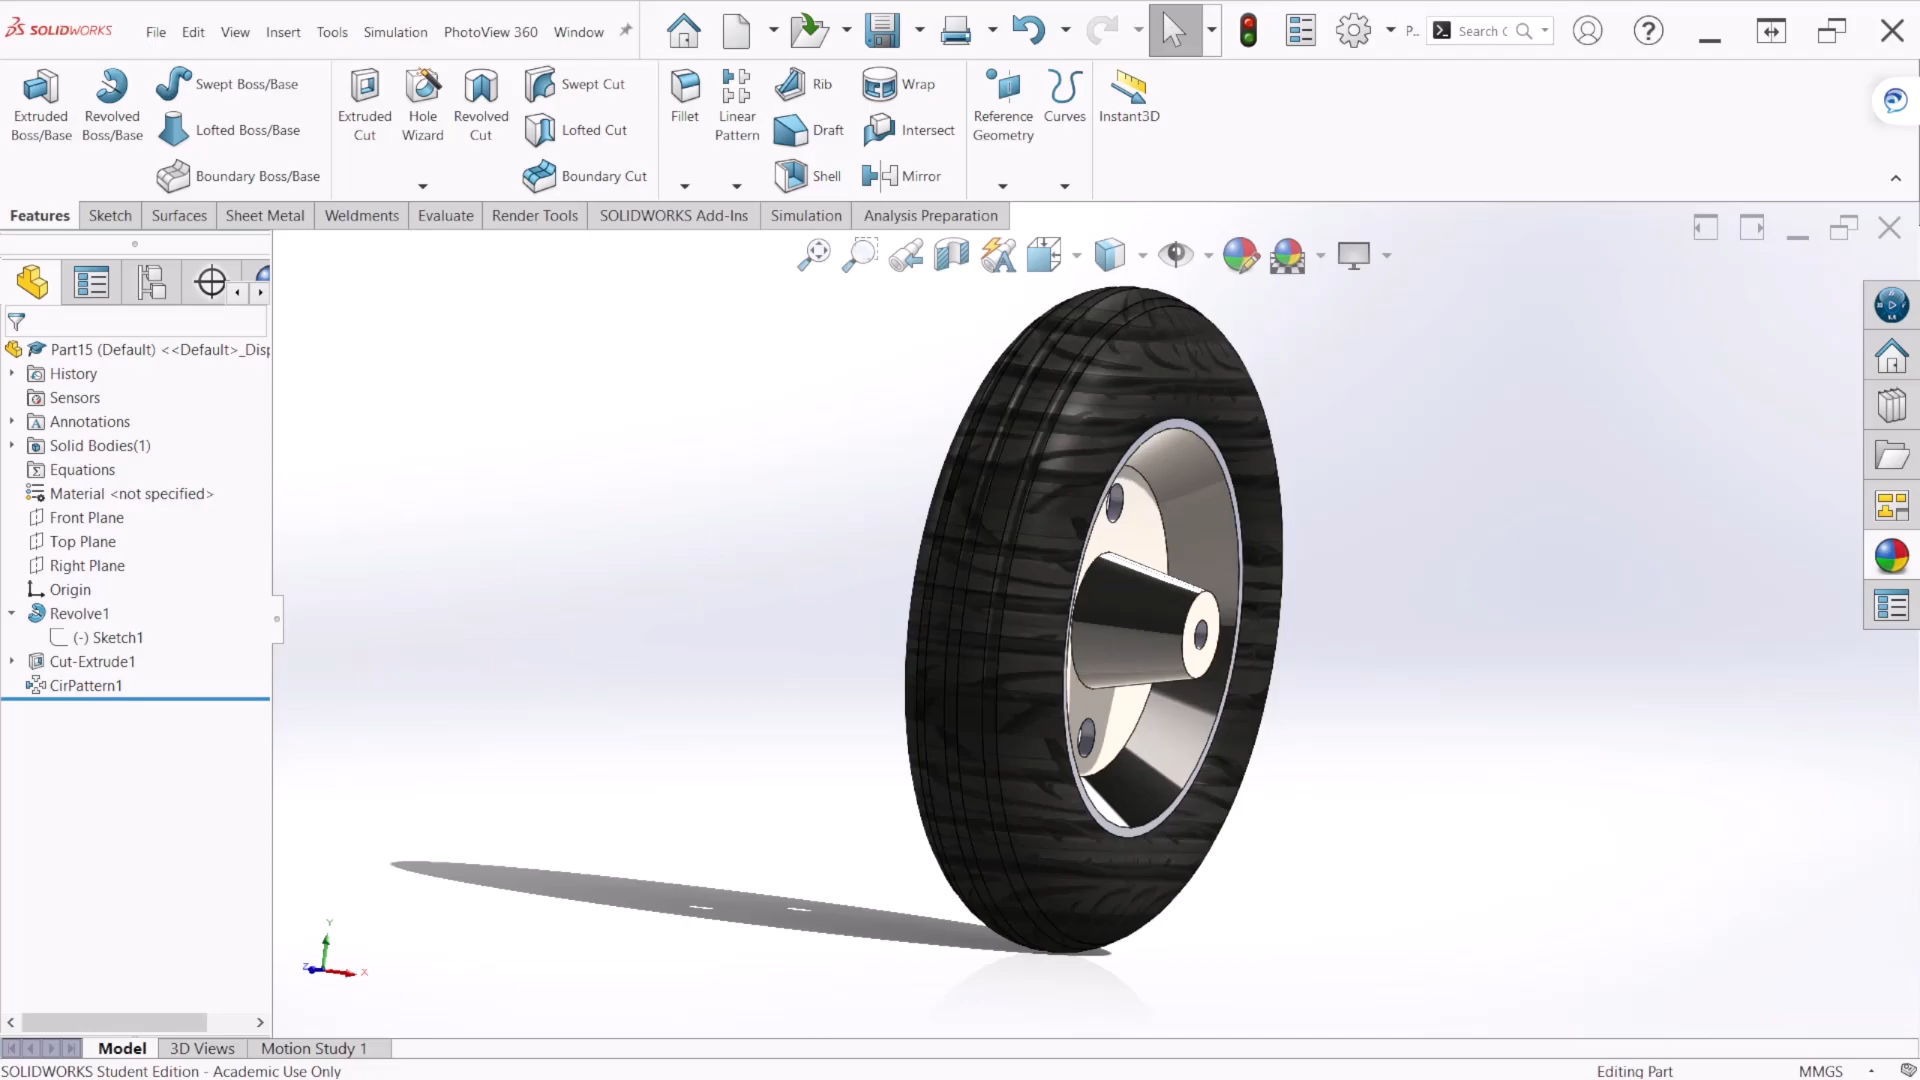 SOLIDWORKS File Edit View Insert Tools Simulation PhotoView 360 Window P... Search
Extruded Boss/Base
Revolved Boss/Base
Swept Boss/Base
Lofted Boss/Base
Boundary Boss/Base
Extruded Cut
Hole Wizard
Revolved Cut
Swept Cut
Lofted Cut
Boundary Cut
Fillet
Linear Pattern
Rib
Draft
Shell
Wrap
Intersect
Mirror
Reference Geometry
Curves
Instant3D
Features Sketch Surfaces Sheet Metal Weldments Evaluate Render Tools SOLIDWORKS Add-Ins Simulation Analysis Preparation
Part15 (Default) <<Default>_Disp
History
Sensors
Annotations
Solid Bodies(1)
Equations
Material <not specified>
Front Plane
Top Plane
Right Plane
Origin
Revolve1
(-) Sketch1
Cut-Extrude1
CirPattern1
Y
Z
X
Model 3D Views Motion Study 1
SOLIDWORKS Student Edition - Academic Use Only Editing Part MMGS